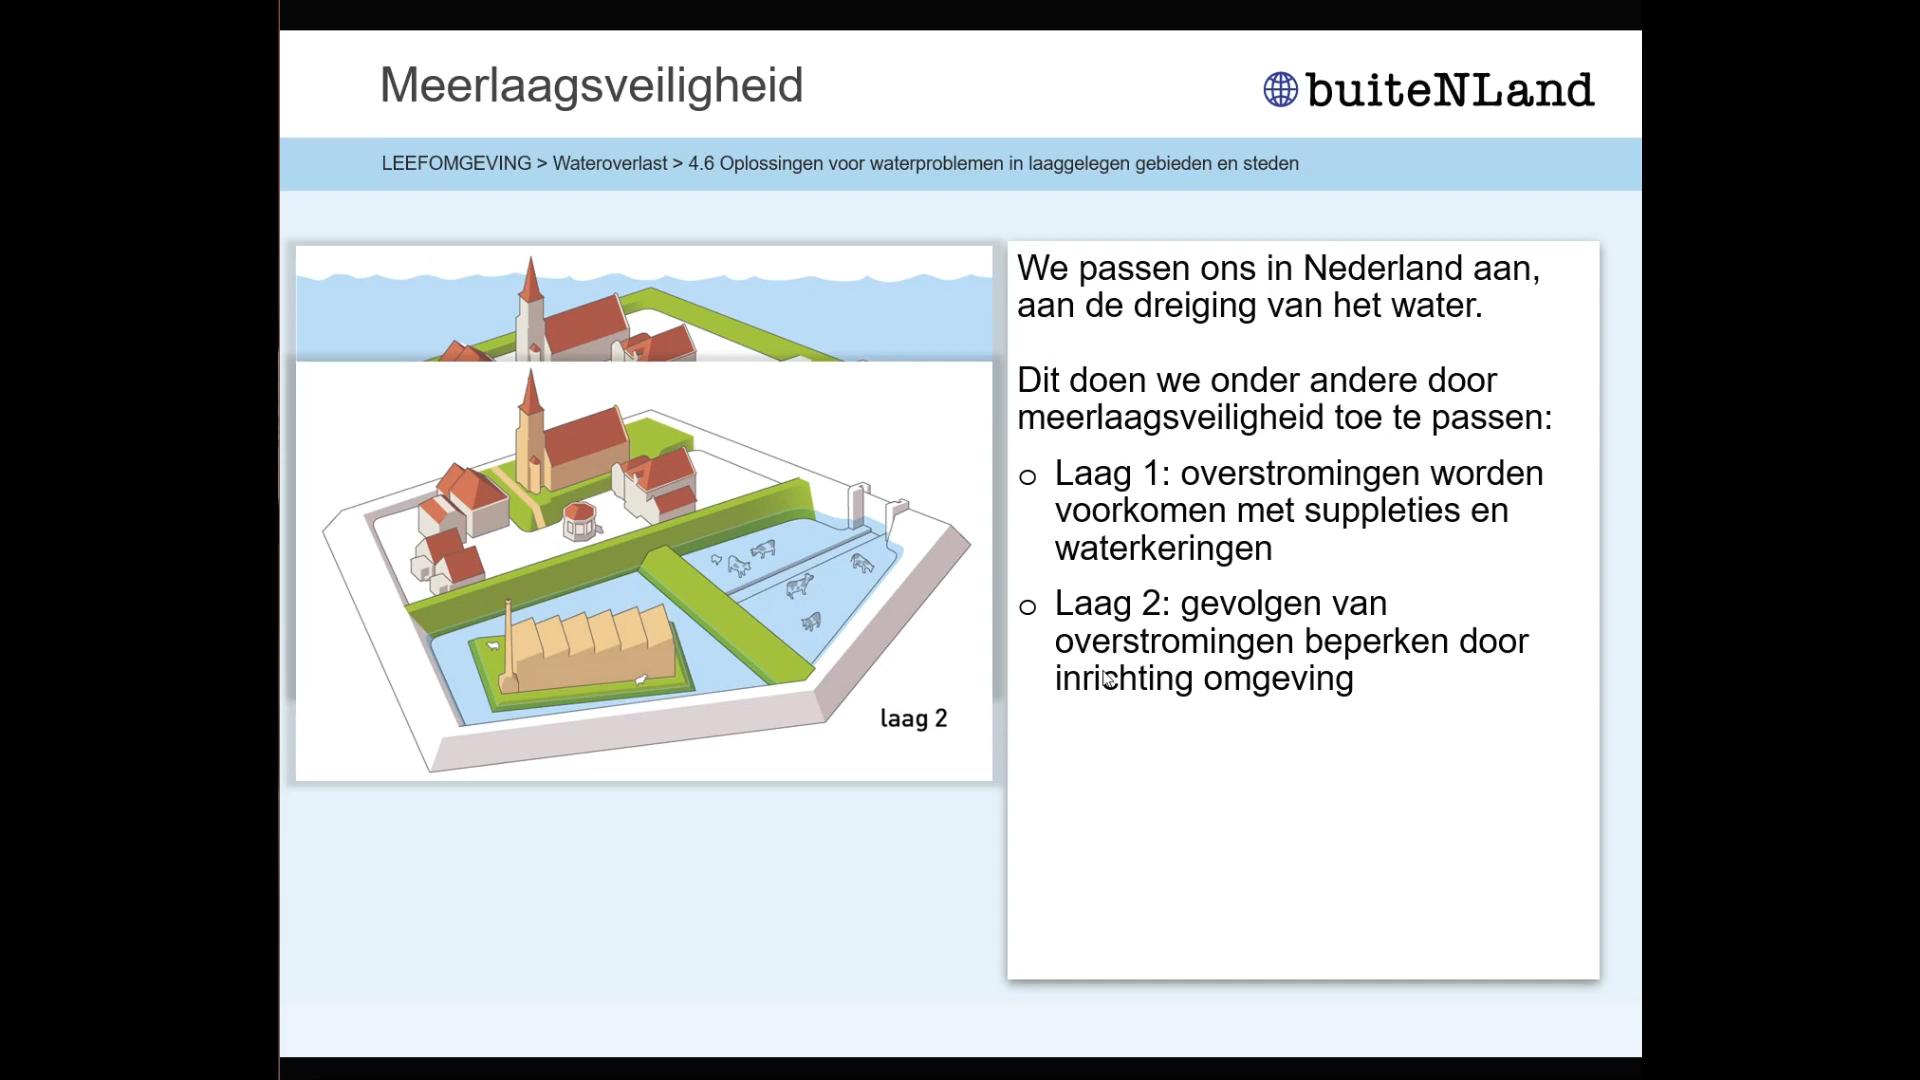 Meerlaagsveiligheid
buiteNLand
LEEFOMGEVING > Wateroverlast > 4.6 Oplossingen voor waterproblemen in laaggelegen gebieden en steden
We passen ons in Nederland aan,
aan de dreiging van het water.
Dit doen we onder andere door
meerlaagsveiligheid toe te passen:
o Laag 1: overstromingen worden
voorkomen met suppleties en
waterkeringen
o Laag 2: gevolgen van
overstromingen beperken door
inrichting omgeving
laag 2